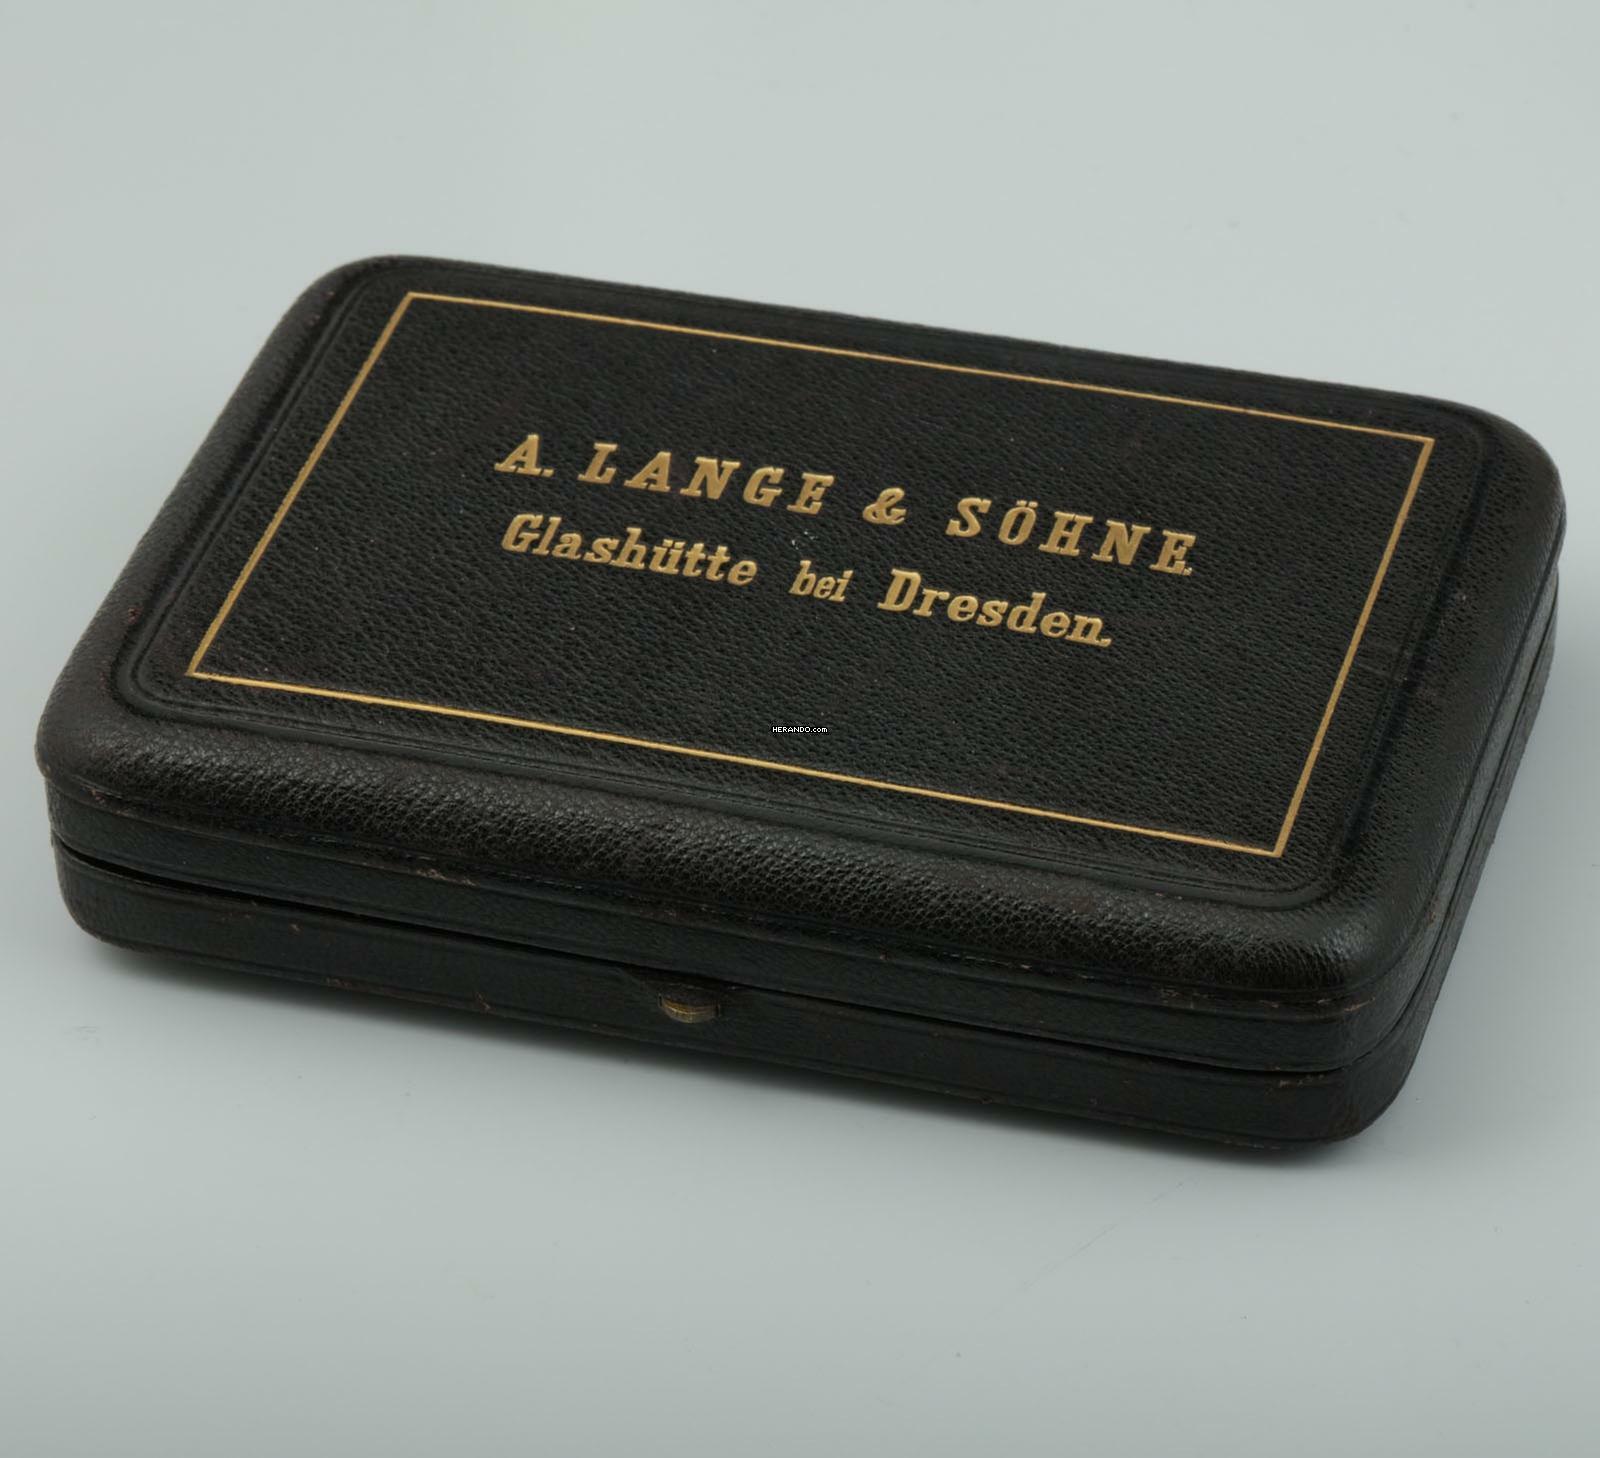 A. LANGE & SÖHNE.
Glashütte bei Dresden.
HERANDO.com